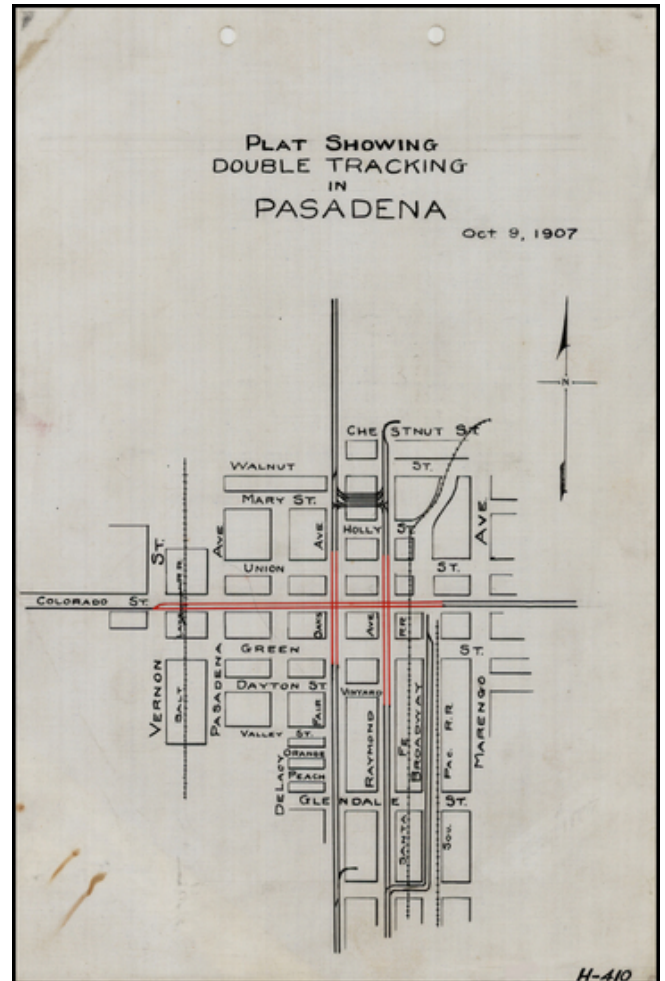 PLAT SHOWING
DOUBLE TRACKING
IN
PASADENA
Oct 9, 1907
N
CHESTNUT ST
WALNUT ST.
MARY ST.
HOLLY ST.
UNION ST.
COLORADO ST.
GREEN ST.
DAYTON ST
VINYARD
VALLEY ST.
ORANGE
PEACH
GLENDALE ST.
VERNON ST.
SALT LAKE R.R.
PASADENA AVE
DELACY
FAIR OAKS AVE
RAYMOND AVE
SANTA FE R.R.
BROADWAY
SOU. PAC. R.R.
MARENGO AVE
H-410